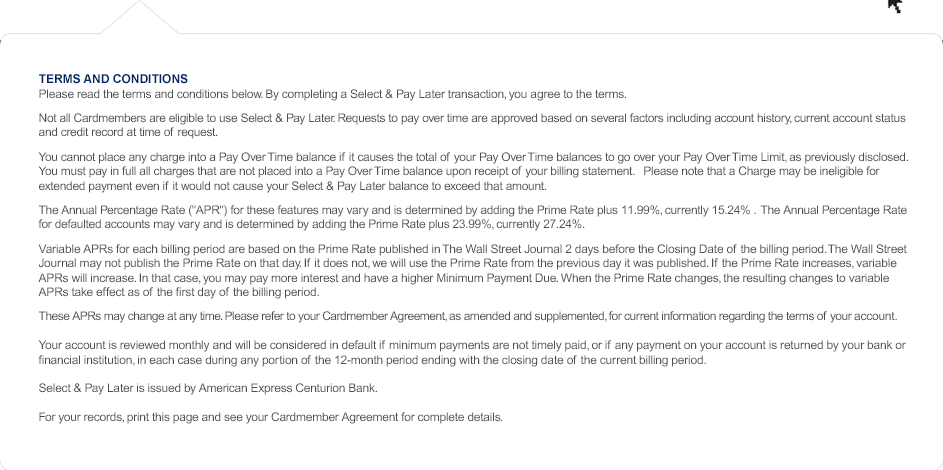 TERMS AND CONDITIONS
Please read the terms and conditions below. By completing a Select & Pay Later transaction, you agree to the terms.
Not all Cardmembers are eligible to use Select & Pay Later. Requests to pay over time are approved based on several factors including account history, current account status
and credit record at time of request.
You cannot place any charge into a Pay Over Time balance if it causes the total of your Pay Over Time balances to go over your Pay Over Time Limit, as previously disclosed.
You must pay in full all charges that are not placed into a Pay Over Time balance upon receipt of your billing statement. Please note that a Charge may be ineligible for
extended payment even if it would not cause your Select & Pay Later balance to exceed that amount.
The Annual Percentage Rate ("APR") for these features may vary and is determined by adding the Prime Rate plus 11.99%, currently 15.24% . The Annual Percentage Rate
for defaulted accounts may vary and is determined by adding the Prime Rate plus 23.99%, currently 27.24%.
Variable APRs for each billing period are based on the Prime Rate published in The Wall Street Journal 2 days before the Closing Date of the billing period. The Wall Street
Journal may not publish the Prime Rate on that day. If it does not, we will use the Prime Rate from the previous day it was published. If the Prime Rate increases, variable
APRs will increase. In that case, you may pay more interest and have a higher Minimum Payment Due. When the Prime Rate changes, the resulting changes to variable
APRs take effect as of the first day of the billing period.
These APRs may change at any time. Please refer to your Cardmember Agreement, as amended and supplemented, for current information regarding the terms of your account.
Your account is reviewed monthly and will be considered in default if minimum payments are not timely paid, or if any payment on your account is returned by your bank or
financial institution, in each case during any portion of the 12-month period ending with the closing date of the current billing period.
Select & Pay Later is issued by American Express Centurion Bank.
For your records, print this page and see your Cardmember Agreement for complete details.